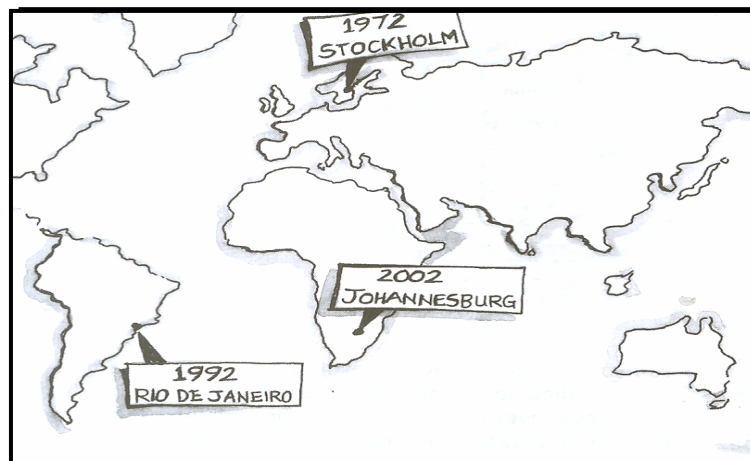 1972
STOCKHOLM
2002
JOHANNESBURG
1992
RIO DE JANEIRO